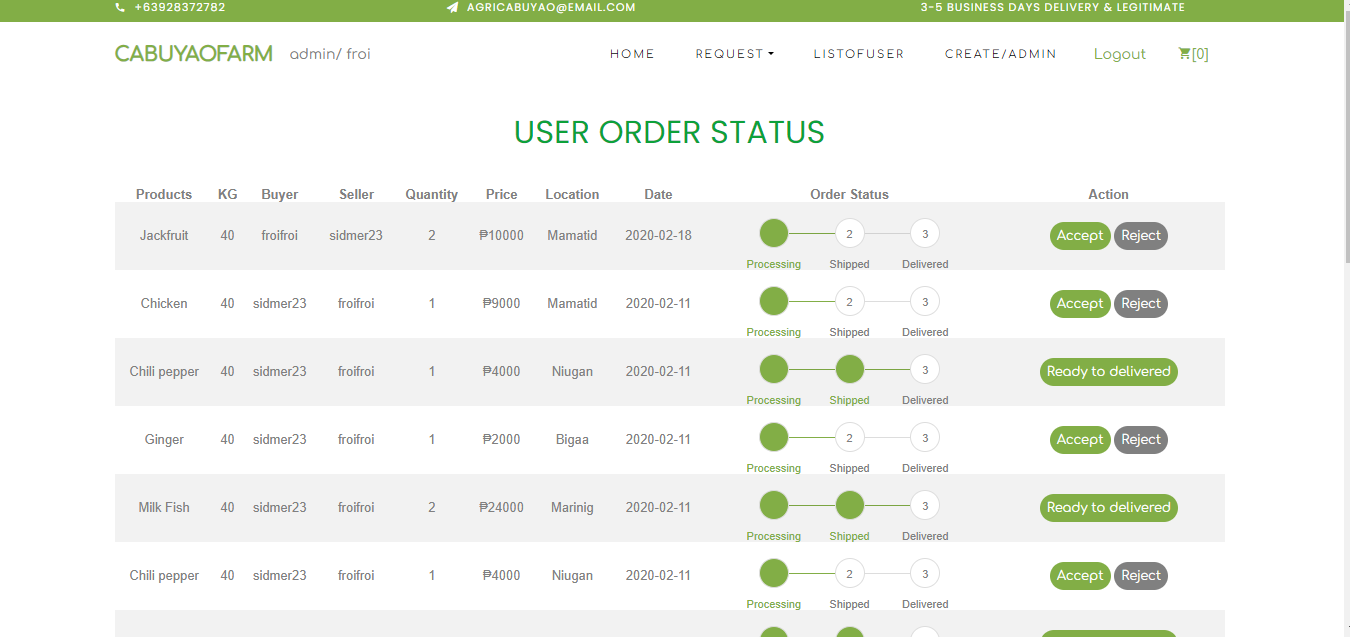 +63928372782 AGRICABUYAO@EMAIL.COM 3-5 BUSINESS DAYS DELIVERY & LEGITIMATE
CABUYAOFARM admin/ froi HOME REQUEST LISTOFUSER CREATE/ADMIN Logout [0]
USER ORDER STATUS
Products KG Buyer Seller Quantity Price Location Date Order Status Action
Jackfruit 40 froifroi sidmer23 2 ₱10000 Mamatid 2020-02-18 2 3 Accept Reject
Processing Shipped Delivered
Chicken 40 sidmer23 froifroi 1 ₱9000 Mamatid 2020-02-11 2 3 Accept Reject
Processing Shipped Delivered
Chili pepper 40 sidmer23 froifroi 1 ₱4000 Niugan 2020-02-11 3 Ready to delivered
Processing Shipped Delivered
Ginger 40 sidmer23 froifroi 1 ₱2000 Bigaa 2020-02-11 2 3 Accept Reject
Processing Shipped Delivered
Milk Fish 40 sidmer23 froifroi 2 ₱24000 Marinig 2020-02-11 3 Ready to delivered
Processing Shipped Delivered
Chili pepper 40 sidmer23 froifroi 1 ₱4000 Niugan 2020-02-11 2 3 Accept Reject
Processing Shipped Delivered